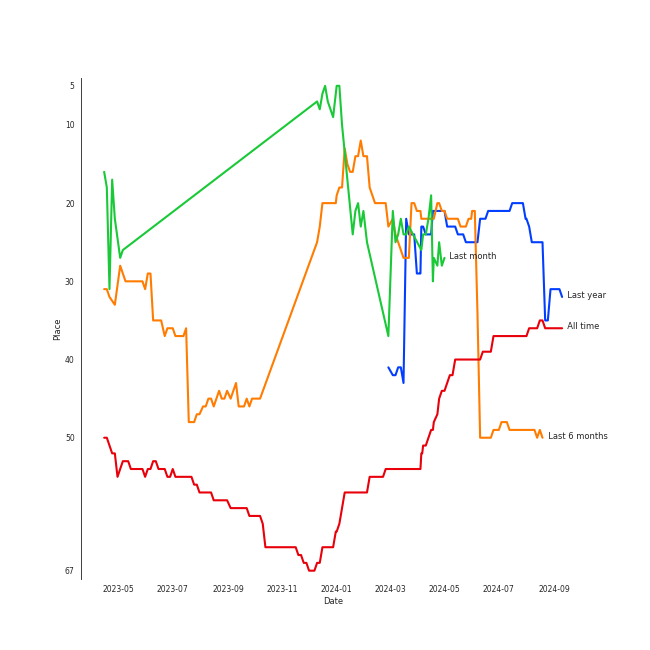 5
10
20
30
40
50
67
Place
Last month
Last year
All time
Last 6 months
2023-05
2023-07
2023-09
2023-11
2024-01
2024-03
2024-05
2024-07
2024-09
Date